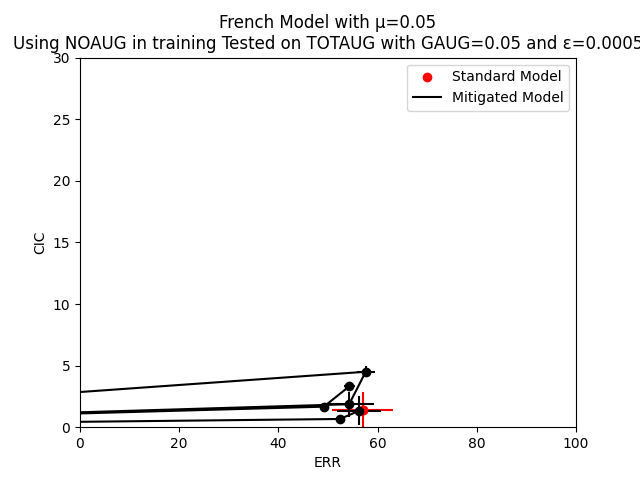 French Model with μ=0.05
Using NOAUG in training Tested on TOTAUG with GAUG=0.05 and ε=0.0005
30
25
20
15
10
5
0
CIC
Standard Model
Mitigated Model
0 20 40 60 80 100
ERR